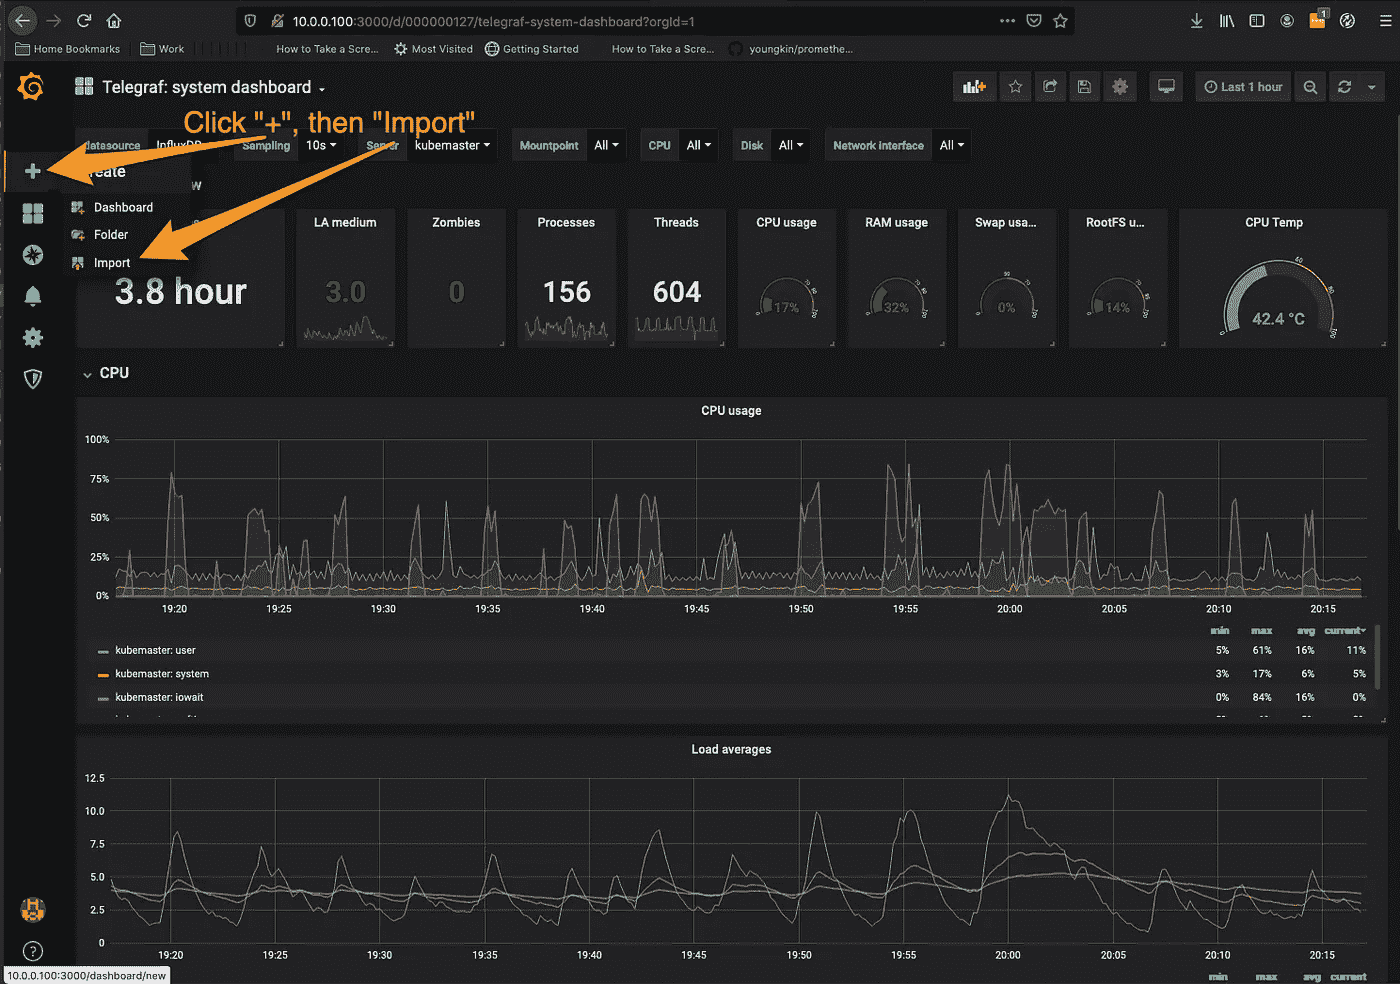 10.0.0.100:3000/d/000000127/telegraf-system-dashboard?orgId=1
1
Home Bookmarks Work How to Take a Scre... Most Visited Getting Started How to Take a Scre... youngkin/promethe...
Telegraf: system dashboard
Last 1 hour
Click "+", then "Import"
datasource InfluxDB Sampling 10s Server kubemaster Mountpoint All CPU All Disk All Network interface All
Create
Dashboard
Folder
Import
3.8 hour
LA medium
3.0
Zombies
0
Processes
156
Threads
604
CPU usage
17%
RAM usage
32%
Swap usa...
0%
RootFS u...
14%
CPU Temp
42.4 °C
CPU
CPU usage
100%
75%
50%
25%
0%
19:20 19:25 19:30 19:35 19:40 19:45 19:50 19:55 20:00 20:05 20:10 20:15
min max avg current
kubemaster: user 5% 61% 16% 11%
kubemaster: system 3% 17% 6% 5%
kubemaster: iowait 0% 84% 16% 0%
Load averages
12.5
10.0
7.5
5.0
2.5
0
19:20 19:25 19:30 19:35 19:40 19:45 19:50 19:55 20:00 20:05 20:10 20:15
min max avg current
10.0.0.100:3000/dashboard/new